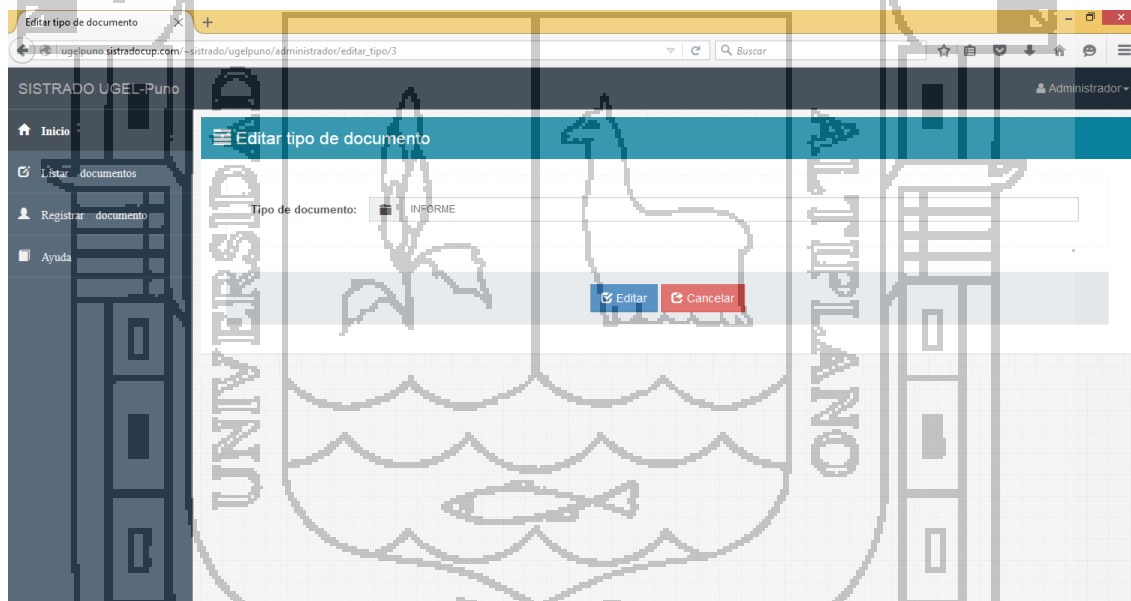 Editar tipo de documento
ugelpuno.sistradocup.com/~sistrado/ugelpuno/administrador/editar_tipo/3
Buscar
SISTRADO UGEL-Puno
Administrador
Inicio
Editar tipo de documento
Listar documentos
Registrar documento
Ayuda
Tipo de documento:
INFORME
Editar
Cancelar
UNIVERSIDAD
ALTIPLANO